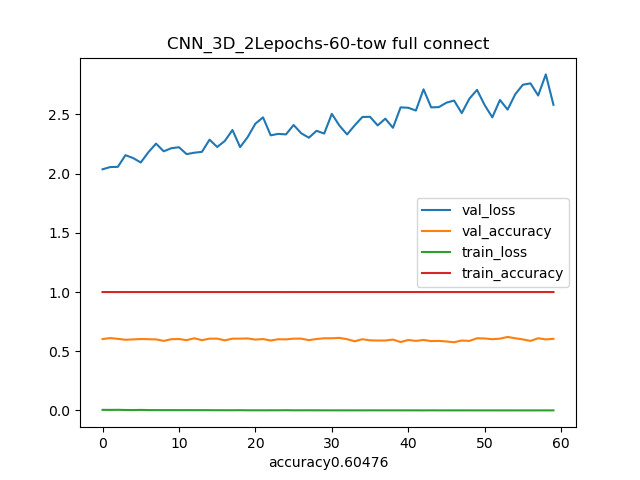 CNN_3D_2Lepochs-60-tow full connect
2.5
2.0
1.5
1.0
0.5
0.0
val_loss
val_accuracy
train_loss
train_accuracy
0 10 20 30 40 50 60
accuracy0.60476